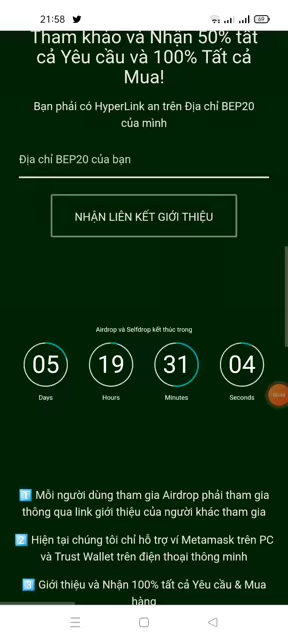 21:58
69
Tham khảo và Nhận 50% tất
cả Yêu cầu và 100% Tất cả
Mua!
Bạn phải có HyperLink an trên Địa chỉ BEP20
của mình
Địa chỉ BEP20 của bạn
NHẬN LIÊN KẾT GIỚI THIỆU
Airdrop và Selfdrop kết thúc trong
05 19 31 04
Days Hours Minutes Seconds
1 Mỗi người dùng tham gia Airdrop phải tham gia
thông qua link giới thiệu của người khác tham gia
2 Hiện tại chúng tôi chỉ hỗ trợ ví Metamask trên PC
và Trust Wallet trên điện thoại thông minh
3 Giới thiệu và Nhận 100% tất cả Yêu cầu & Mua
hàng